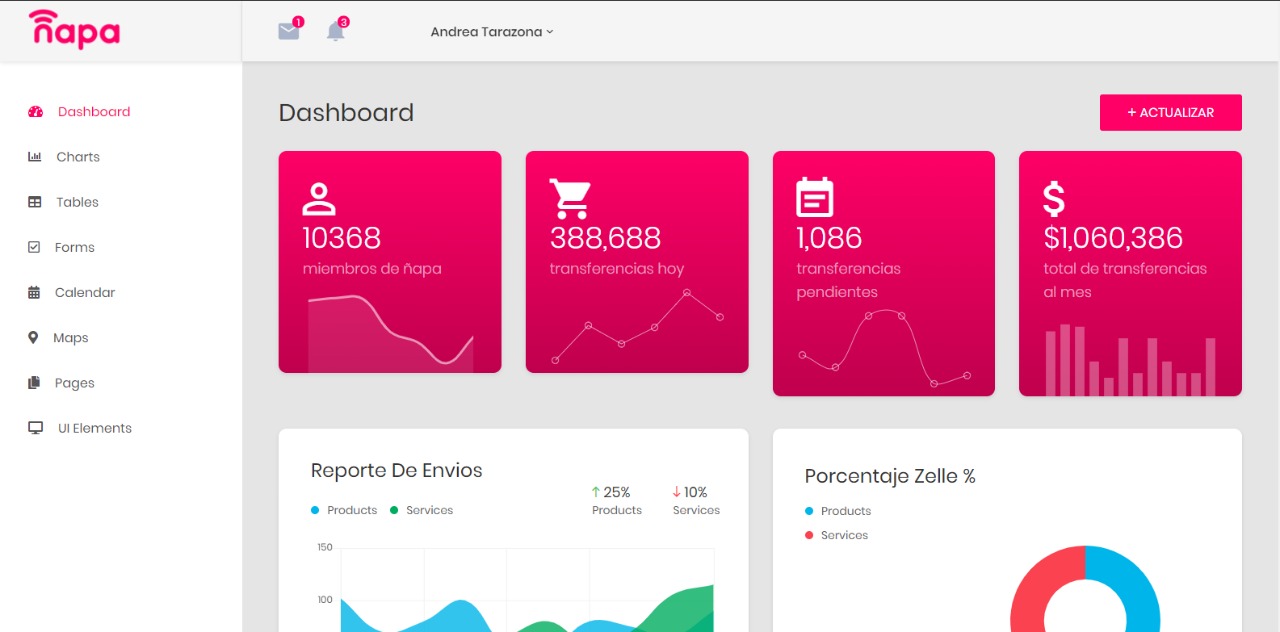 ñapa
1
3
Andrea Tarazona
Dashboard
Charts
Tables
Forms
Calendar
Maps
Pages
UI Elements
Dashboard
+ ACTUALIZAR
10368
miembros de ñapa
388,688
transferencias hoy
1,086
transferencias
pendientes
$
$1,060,386
total de transferencias
al mes
Reporte De Envios
Products
Services
↑ 25%
Products
↓ 10%
Services
150
100
Porcentaje Zelle %
Products
Services